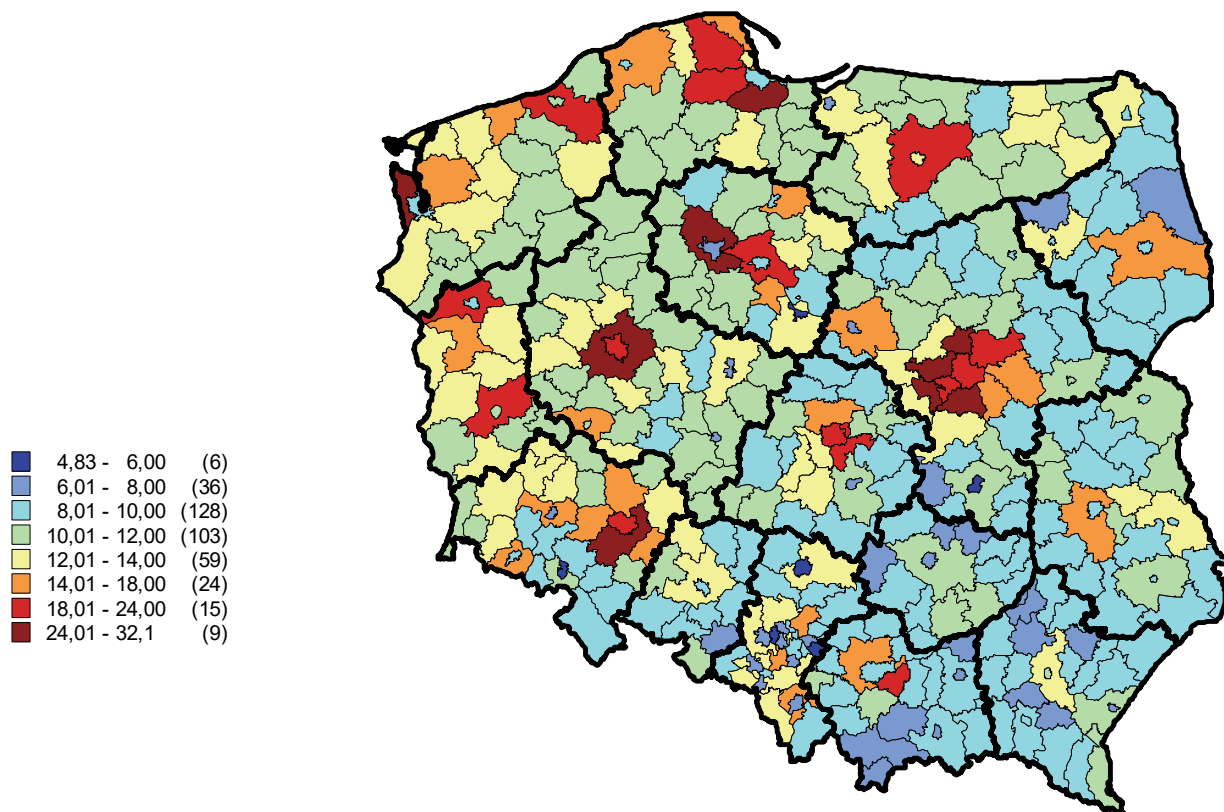 4,83 - 6,00 (6)
6,01 - 8,00 (36)
8,01 - 10,00 (128)
10,01 - 12,00 (103)
12,01 - 14,00 (59)
14,01 - 18,00 (24)
18,01 - 24,00 (15)
24,01 - 32,1 (9)